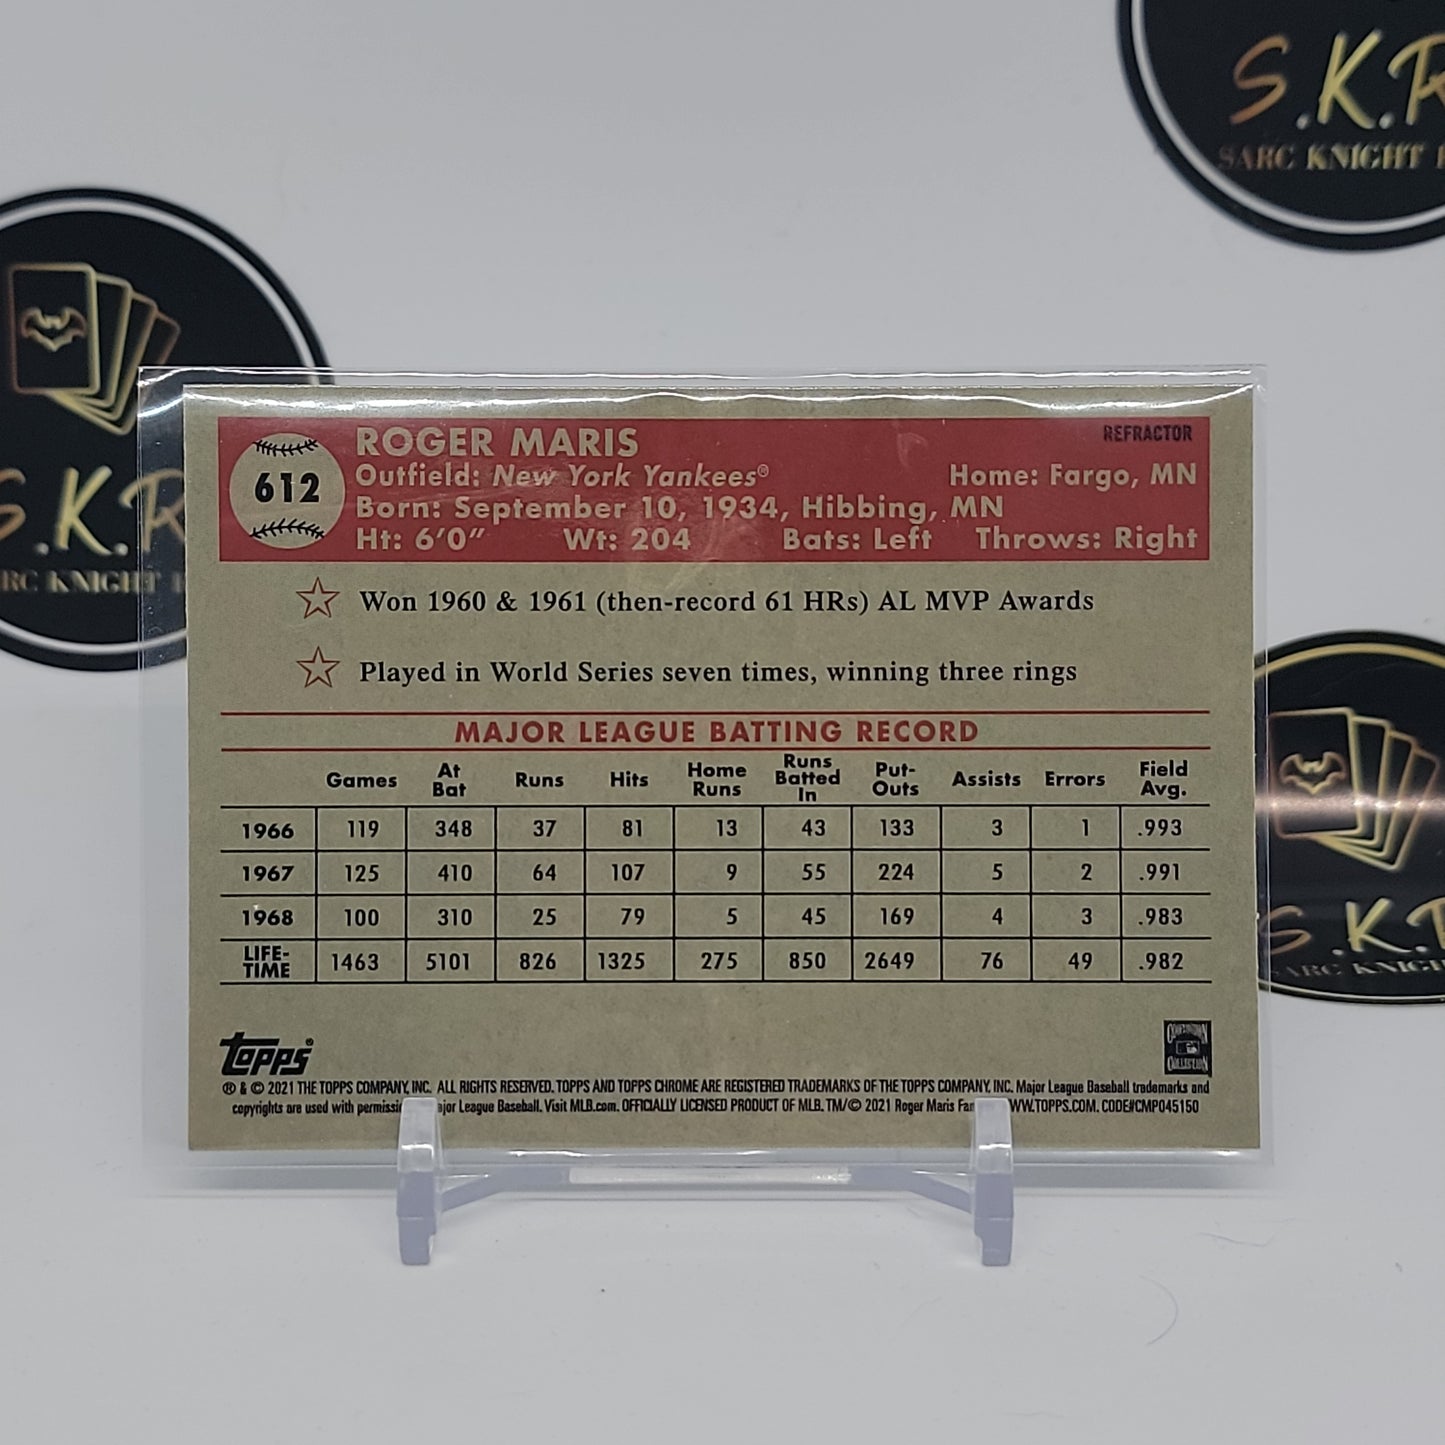 S.K.R
SARC KNIGHT
S.K.R
KNIGHT
612
ROGER MARIS
REFRACTOR
Outfield: New York Yankees®
Home: Fargo, MN
Born: September 10, 1934, Hibbing, MN
Ht: 6'0" Wt: 204 Bats: Left Throws: Right
Won 1960 & 1961 (then-record 61 HRs) AL MVP Awards
Played in World Series seven times, winning three rings
MAJOR LEAGUE BATTING RECORD
Games At Bat Runs Hits Home Runs Runs Batted In Put-Outs Assists Errors Field Avg.
1966 119 348 37 81 13 43 133 3 1 .993
1967 125 410 64 107 9 55 224 5 2 .991
1968 100 310 25 79 5 45 169 4 3 .983
LIFE-TIME 1463 5101 826 1325 275 850 2649 76 49 .982
Topps®
COOPERSTOWN COLLECTION
® & © 2021 THE TOPPS COMPANY, INC. ALL RIGHTS RESERVED. TOPPS AND TOPPS CHROME ARE REGISTERED TRADEMARKS OF THE TOPPS COMPANY, INC. Major League Baseball trademarks and
copyrights are used with League Baseball. Visit MLB.com. OFFICIALLY LICENSED PRODUCT OF MLB. TM/© 2021 Roger Maris WWW.TOPPS.COM. CODE#CMP045150
S.K.R
KNIGHT